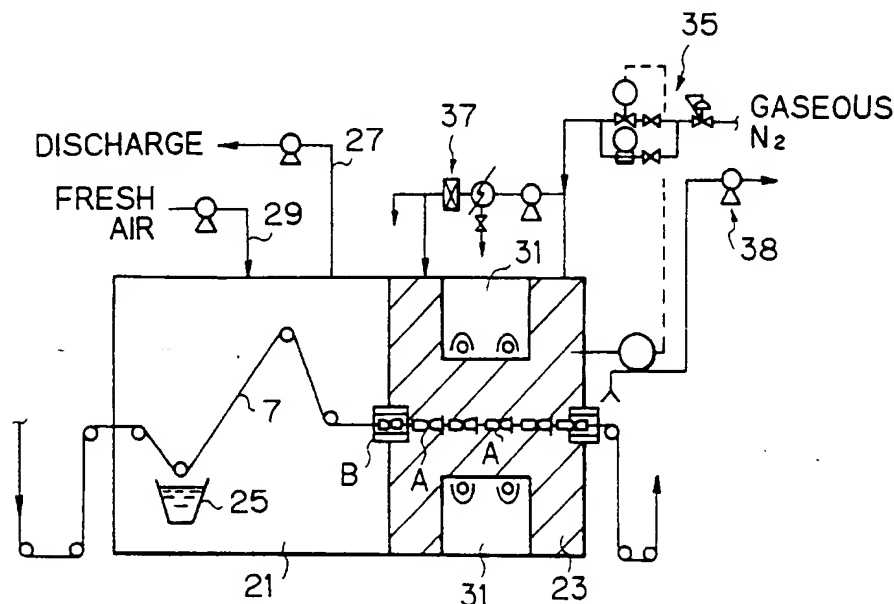 35
GASEOUS
N2
37
DISCHARGE
27
38
FRESH
AIR
29
31
7
B
A
A
25
21
31
23